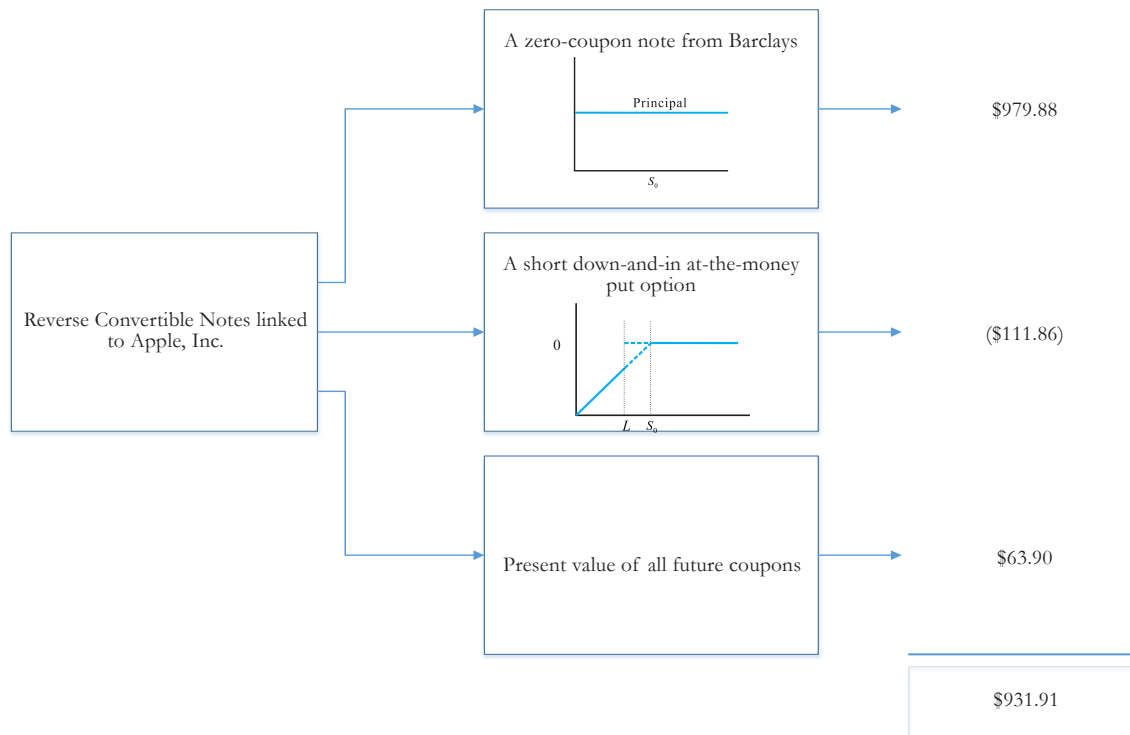 A zero-coupon note from Barclays
Principal
S₀
$979.88
Reverse Convertible Notes linked
to Apple, Inc.
A short down-and-in at-the-money
put option
0
L S₀
($111.86)
Present value of all future coupons
$63.90
$931.91